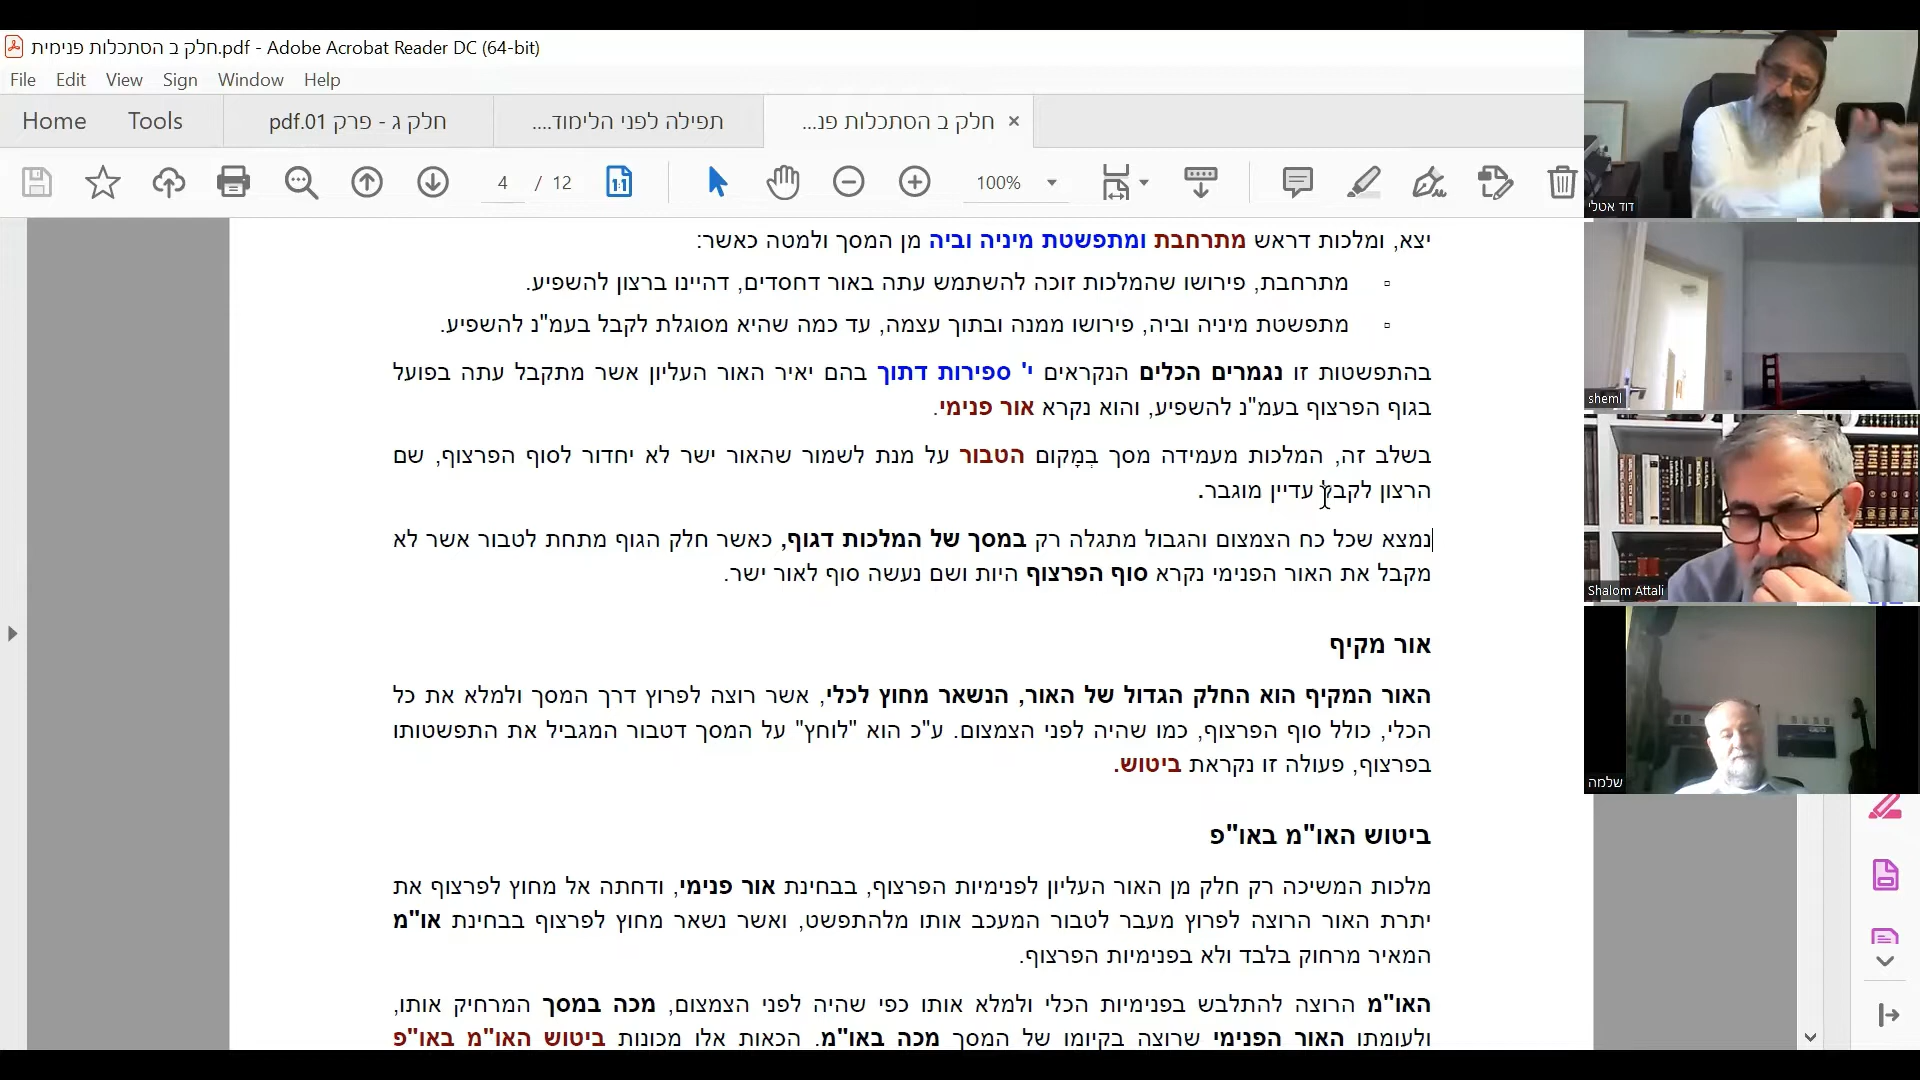 חלק ב הסתכלות פנימית.pdf - Adobe Acrobat Reader DC (64-bit)
File Edit View Sign Window Help
Home Tools חלק ג - פרק 01.pdf תפילה לפני הלימוד.... חלק ב הסתכלות פנ... ×
4 / 12 100%
יצא, ומלכות דראש מתרחבת ומתפשטת מיניה וביה מן המסך ולמטה כאשר:
▫ מתרחבת, פירושו שהמלכות זוכה להשתמש עתה באור דחסדים, דהיינו ברצון להשפיע.
▫ מתפשטת מיניה וביה, פירושו ממנה ובתוך עצמה, עד כמה שהיא מסוגלת לקבל בעמ"נ להשפיע.
בהתפשטות זו נגמרים הכלים הנקראים י' ספירות דתוך בהם יאיר האור העליון אשר מתקבל עתה בפועל
בגוף הפרצוף בעמ"נ להשפיע, והוא נקרא אור פנימי.
בשלב זה, המלכות מעמידה מסך בְמָקום הטבור על מנת לשמור שהאור ישר לא יחדור לסוף הפרצוף, שם
הרצון לקבל עדיין מוגבר.
נמצא שכל כח הצמצום והגבול מתגלה רק במסך של המלכות דגוף, כאשר חלק הגוף מתחת לטבור אשר לא
מקבל את האור הפנימי נקרא סוף הפרצוף היות ושם נעשה סוף לאור ישר.
אור מקיף
האור המקיף הוא החלק הגדול של האור, הנשאר מחוץ לכלי, אשר רוצה לפרוץ דרך המסך ולמלא את כל
הכלי, כולל סוף הפרצוף, כמו שהיה לפני הצמצום. ע"כ הוא "לוחץ" על המסך דטבור המגביל את התפשטותו
בפרצוף, פעולה זו נקראת ביטוש.
ביטוש האו"מ באו"פ
מלכות המשיכה רק חלק מן האור העליון לפנימיות הפרצוף, בבחינת אור פנימי, ודחתה אל מחוץ לפרצוף את
יתרת האור הרוצה לפרוץ מעבר לטבור המעכב אותו מלהתפשט, ואשר נשאר מחוץ לפרצוף בבחינת או"מ
המאיר מרחוק בלבד ולא בפנימיות הפרצוף.
האו"מ הרוצה להתלבש בפנימיות הכלי ולמלא אותו כפי שהיה לפני הצמצום, מכה במסך המרחיק אותו,
ולעומתו האור הפנימי שרוצה בקיומו של המסך מכה באו"מ. הכאות אלו מכונות ביטוש האו"מ באו"פ
דוד אטלי
sheml
Shalom Attali
שלמה